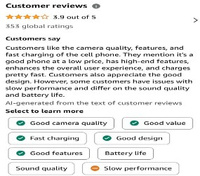 Customer reviews
3.9 out of 5
353 global ratings
Customers say
Customers like the camera quality, features, and
fast charging of the cell phone. They mention it's a
good phone at a low price, has high-end features,
enhances the overall user experience, and charges
pretty fast. Customers also appreciate the good
design. However, some customers have issues with
slow performance and differ on the sound quality
and battery life.
AI-generated from the text of customer reviews
Select to learn more
Good camera quality Good value
Fast charging Good design
Good features Battery life
Sound quality Slow performance